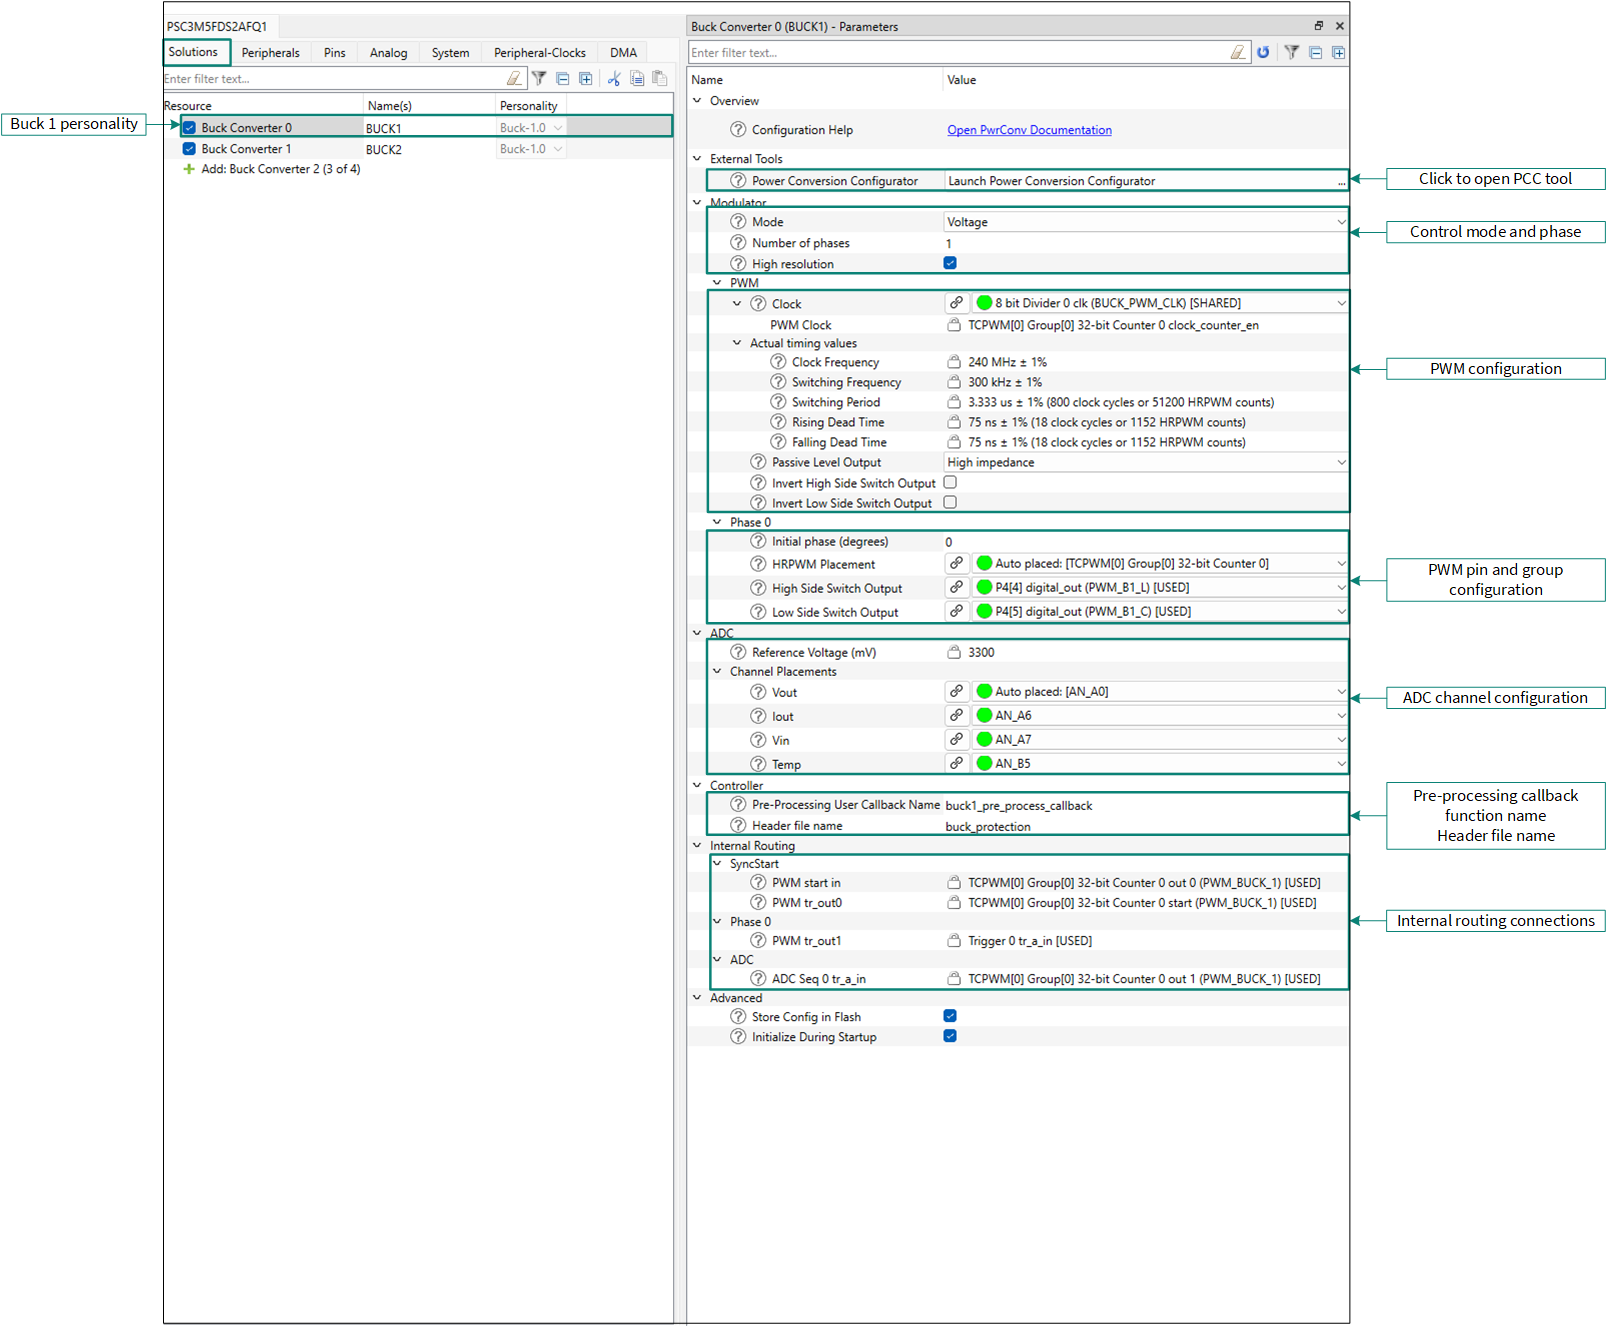 PSC3M5FDS2AFQ1
Solutions Peripherals Pins Analog System Peripheral-Clocks DMA
Enter filter text...
Resource Name(s) Personality
Buck Converter 0 BUCK1 Buck-1.0
Buck Converter 1 BUCK2 Buck-1.0
Add: Buck Converter 2 (3 of 4)
Buck 1 personality
Buck Converter 0 (BUCK1) - Parameters
Enter filter text...
Name Value
Overview
Configuration Help Open PwrConv Documentation
External Tools
Power Conversion Configurator Launch Power Conversion Configurator ...
Modulator
Mode Voltage
Number of phases 1
High resolution
PWM
Clock 8 bit Divider 0 clk (BUCK_PWM_CLK) [SHARED]
PWM Clock TCPWM[0] Group[0] 32-bit Counter 0 clock_counter_en
Actual timing values
Clock Frequency 240 MHz ± 1%
Switching Frequency 300 kHz ± 1%
Switching Period 3.333 us ± 1% (800 clock cycles or 51200 HRPWM counts)
Rising Dead Time 75 ns ± 1% (18 clock cycles or 1152 HRPWM counts)
Falling Dead Time 75 ns ± 1% (18 clock cycles or 1152 HRPWM counts)
Passive Level Output High impedance
Invert High Side Switch Output
Invert Low Side Switch Output
Phase 0
Initial phase (degrees) 0
HRPWM Placement Auto placed: [TCPWM[0] Group[0] 32-bit Counter 0]
High Side Switch Output P4[4] digital_out (PWM_B1_L) [USED]
Low Side Switch Output P4[5] digital_out (PWM_B1_C) [USED]
ADC
Reference Voltage (mV) 3300
Channel Placements
Vout Auto placed: [AN_A0]
Iout AN_A6
Vin AN_A7
Temp AN_B5
Controller
Pre-Processing User Callback Name buck1_pre_process_callback
Header file name buck_protection
Internal Routing
SyncStart
PWM start in TCPWM[0] Group[0] 32-bit Counter 0 out 0 (PWM_BUCK_1) [USED]
PWM tr_out0 TCPWM[0] Group[0] 32-bit Counter 0 start (PWM_BUCK_1) [USED]
Phase 0
PWM tr_out1 Trigger 0 tr_a_in [USED]
ADC
ADC Seq 0 tr_a_in TCPWM[0] Group[0] 32-bit Counter 0 out 1 (PWM_BUCK_1) [USED]
Advanced
Store Config in Flash
Initialize During Startup
Click to open PCC tool
Control mode and phase
PWM configuration
PWM pin and group
configuration
ADC channel configuration
Pre-processing callback
function name
Header file name
Internal routing connections